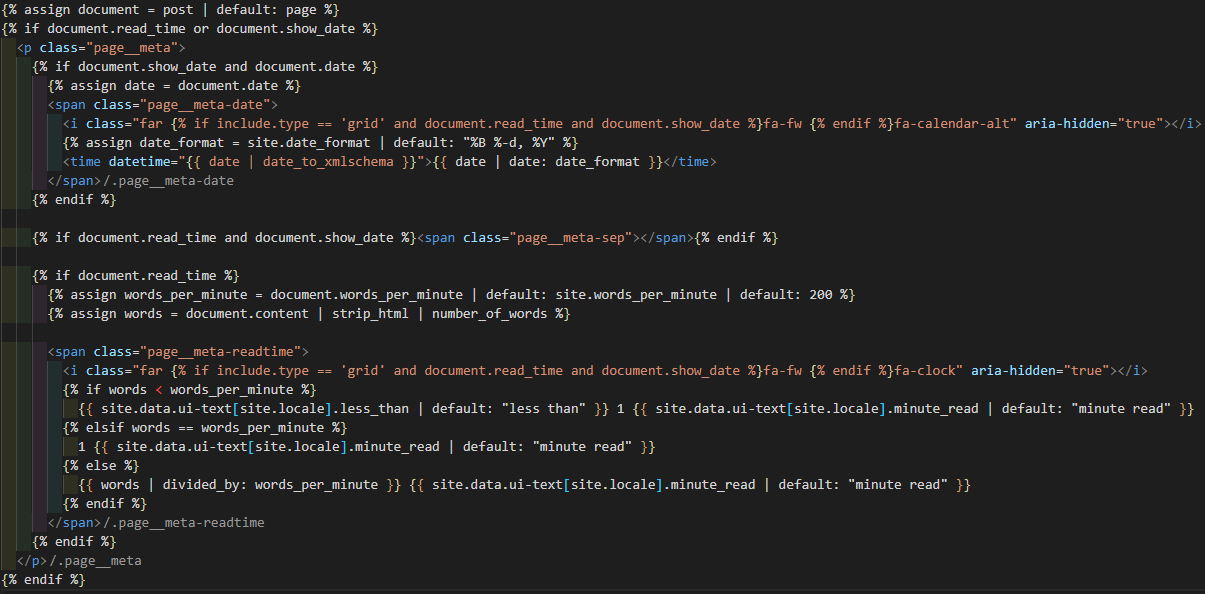 {% assign document = post | default: page %}
{% if document.read_time or document.show_date %}
<p class="page__meta">
{% if document.show_date and document.date %}
{% assign date = document.date %}
<span class="page__meta-date">
<i class="far {% if include.type == 'grid' and document.read_time and document.show_date %}fa-fw {% endif %}fa-calendar-alt" aria-hidden="true"></i>
{% assign date_format = site.date_format | default: "%B %-d, %Y" %}
<time datetime="{{ date | date_to_xmlschema }}">{{ date | date: date_format }}</time>
</span>/.page__meta-date
{% endif %}
{% if document.read_time and document.show_date %}<span class="page__meta-sep"></span>{% endif %}
{% if document.read_time %}
{% assign words_per_minute = document.words_per_minute | default: site.words_per_minute | default: 200 %}
{% assign words = document.content | strip_html | number_of_words %}
<span class="page__meta-readtime">
<i class="far {% if include.type == 'grid' and document.read_time and document.show_date %}fa-fw {% endif %}fa-clock" aria-hidden="true"></i>
{% if words < words_per_minute %}
{{ site.data.ui-text[site.locale].less_than | default: "less than" }} 1 {{ site.data.ui-text[site.locale].minute_read | default: "minute read" }}
{% elsif words == words_per_minute %}
1 {{ site.data.ui-text[site.locale].minute_read | default: "minute read" }}
{% else %}
{{ words | divided_by: words_per_minute }} {{ site.data.ui-text[site.locale].minute_read | default: "minute read" }}
{% endif %}
</span>/.page__meta-readtime
{% endif %}
</p>/.page__meta
{% endif %}